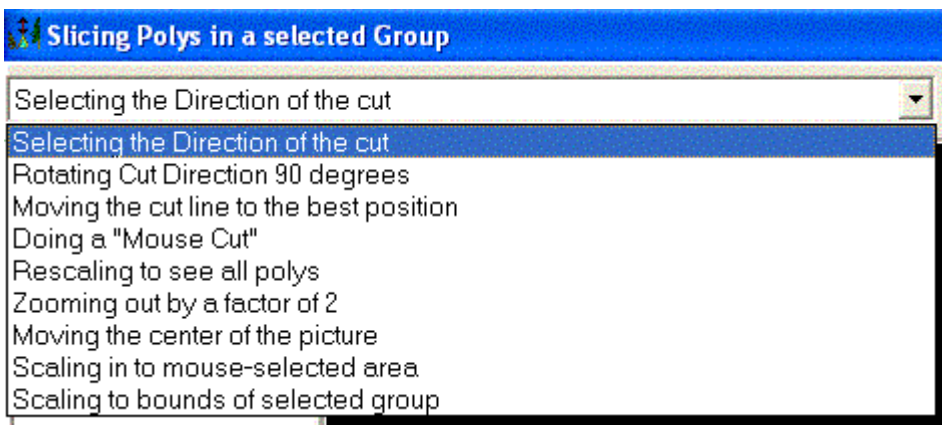 Slicing Polys in a selected Group
Selecting the Direction of the cut
Selecting the Direction of the cut
Rotating Cut Direction 90 degrees
Moving the cut line to the best position
Doing a "Mouse Cut"
Rescaling to see all polys
Zooming out by a factor of 2
Moving the center of the picture
Scaling in to mouse-selected area
Scaling to bounds of selected group